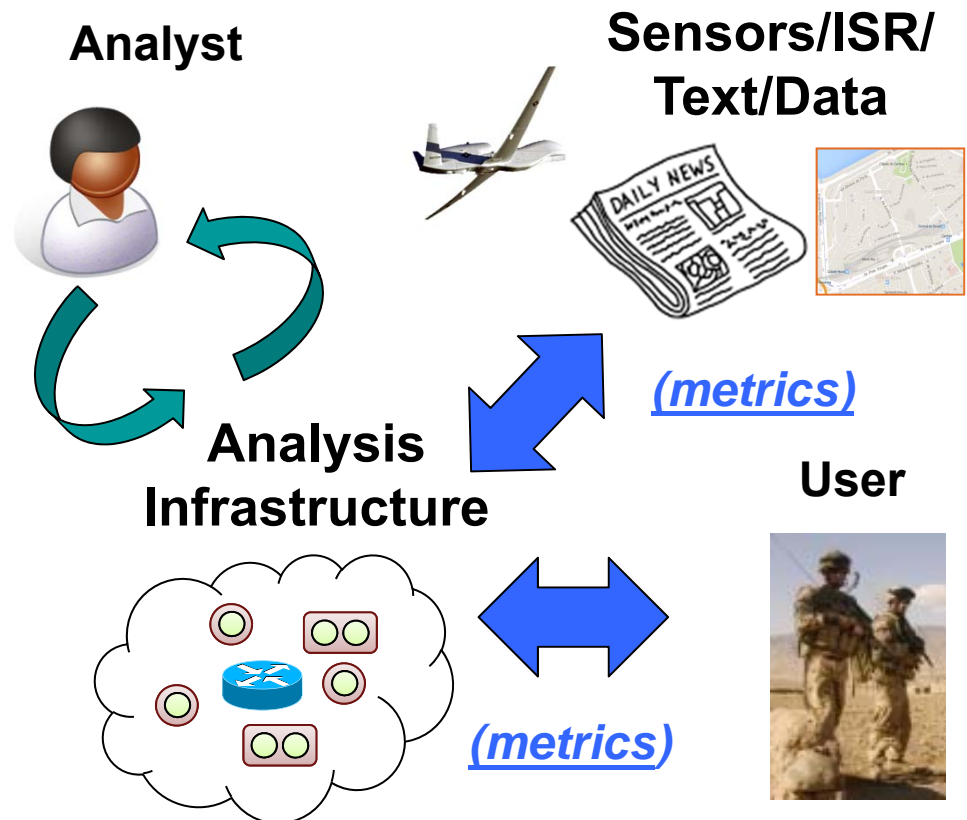 Analyst
Sensors/ISR/
Text/Data
DAILY NEWS
(metrics)
Analysis
Infrastructure
User
(metrics)